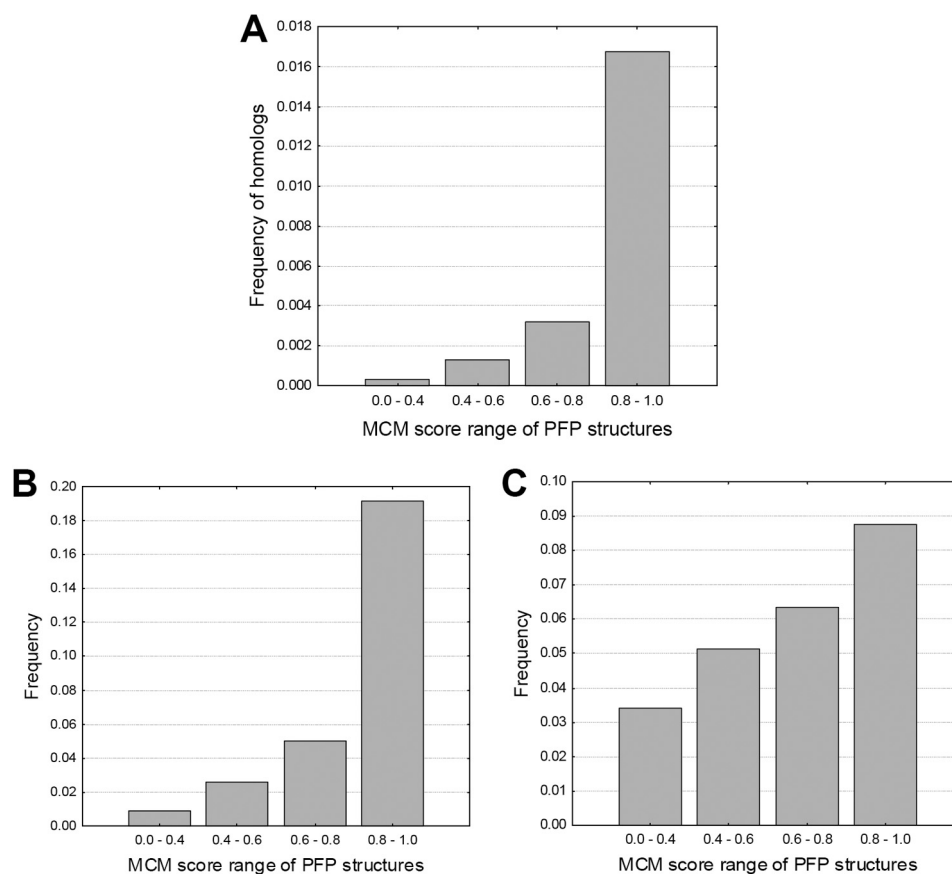 A
Frequency of homologs
0.018
0.016
0.014
0.012
0.010
0.008
0.006
0.004
0.002
0.000
0.0 - 0.4 0.4 - 0.6 0.6 - 0.8 0.8 - 1.0
MCM score range of PFP structures
B
Frequency
0.20
0.18
0.16
0.14
0.12
0.10
0.08
0.06
0.04
0.02
0.00
0.0 - 0.4 0.4 - 0.6 0.6 - 0.8 0.8 - 1.0
MCM score range of PFP structures
C
Frequency
0.10
0.09
0.08
0.07
0.06
0.05
0.04
0.03
0.02
0.01
0.00
0.0 - 0.4 0.4 - 0.6 0.6 - 0.8 0.8 - 1.0
MCM score range of PFP structures